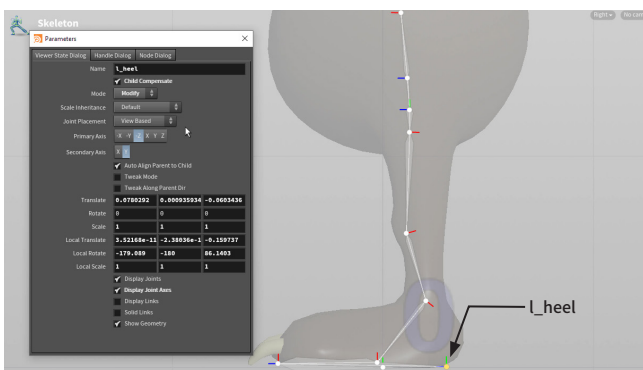 Skeleton
Right
No cam
Parameters
Viewer State Dialog Handle Dialog Node Dialog
Name l_heel
Child Compensate
Mode Modify
Scale Inheritance Default
Joint Placement View Based
Primary Axis -X -Y -Z X Y Z
Secondary Axis X
Auto Align Parent to Child
Tweak Mode
Tweak Along Parent Dir
Translate 0.0780292 0.000935934 -0.0603436
Rotate 0 0 0
Scale 1 1 1
Local Translate 3.52168e-11 -2.38036e-1 -0.159737
Local Rotate -179.089 -180 86.1403
Local Scale 1 1 1
Display Joints
Display Joint Axes
Display Links
Solid Links
Show Geometry
l_heel